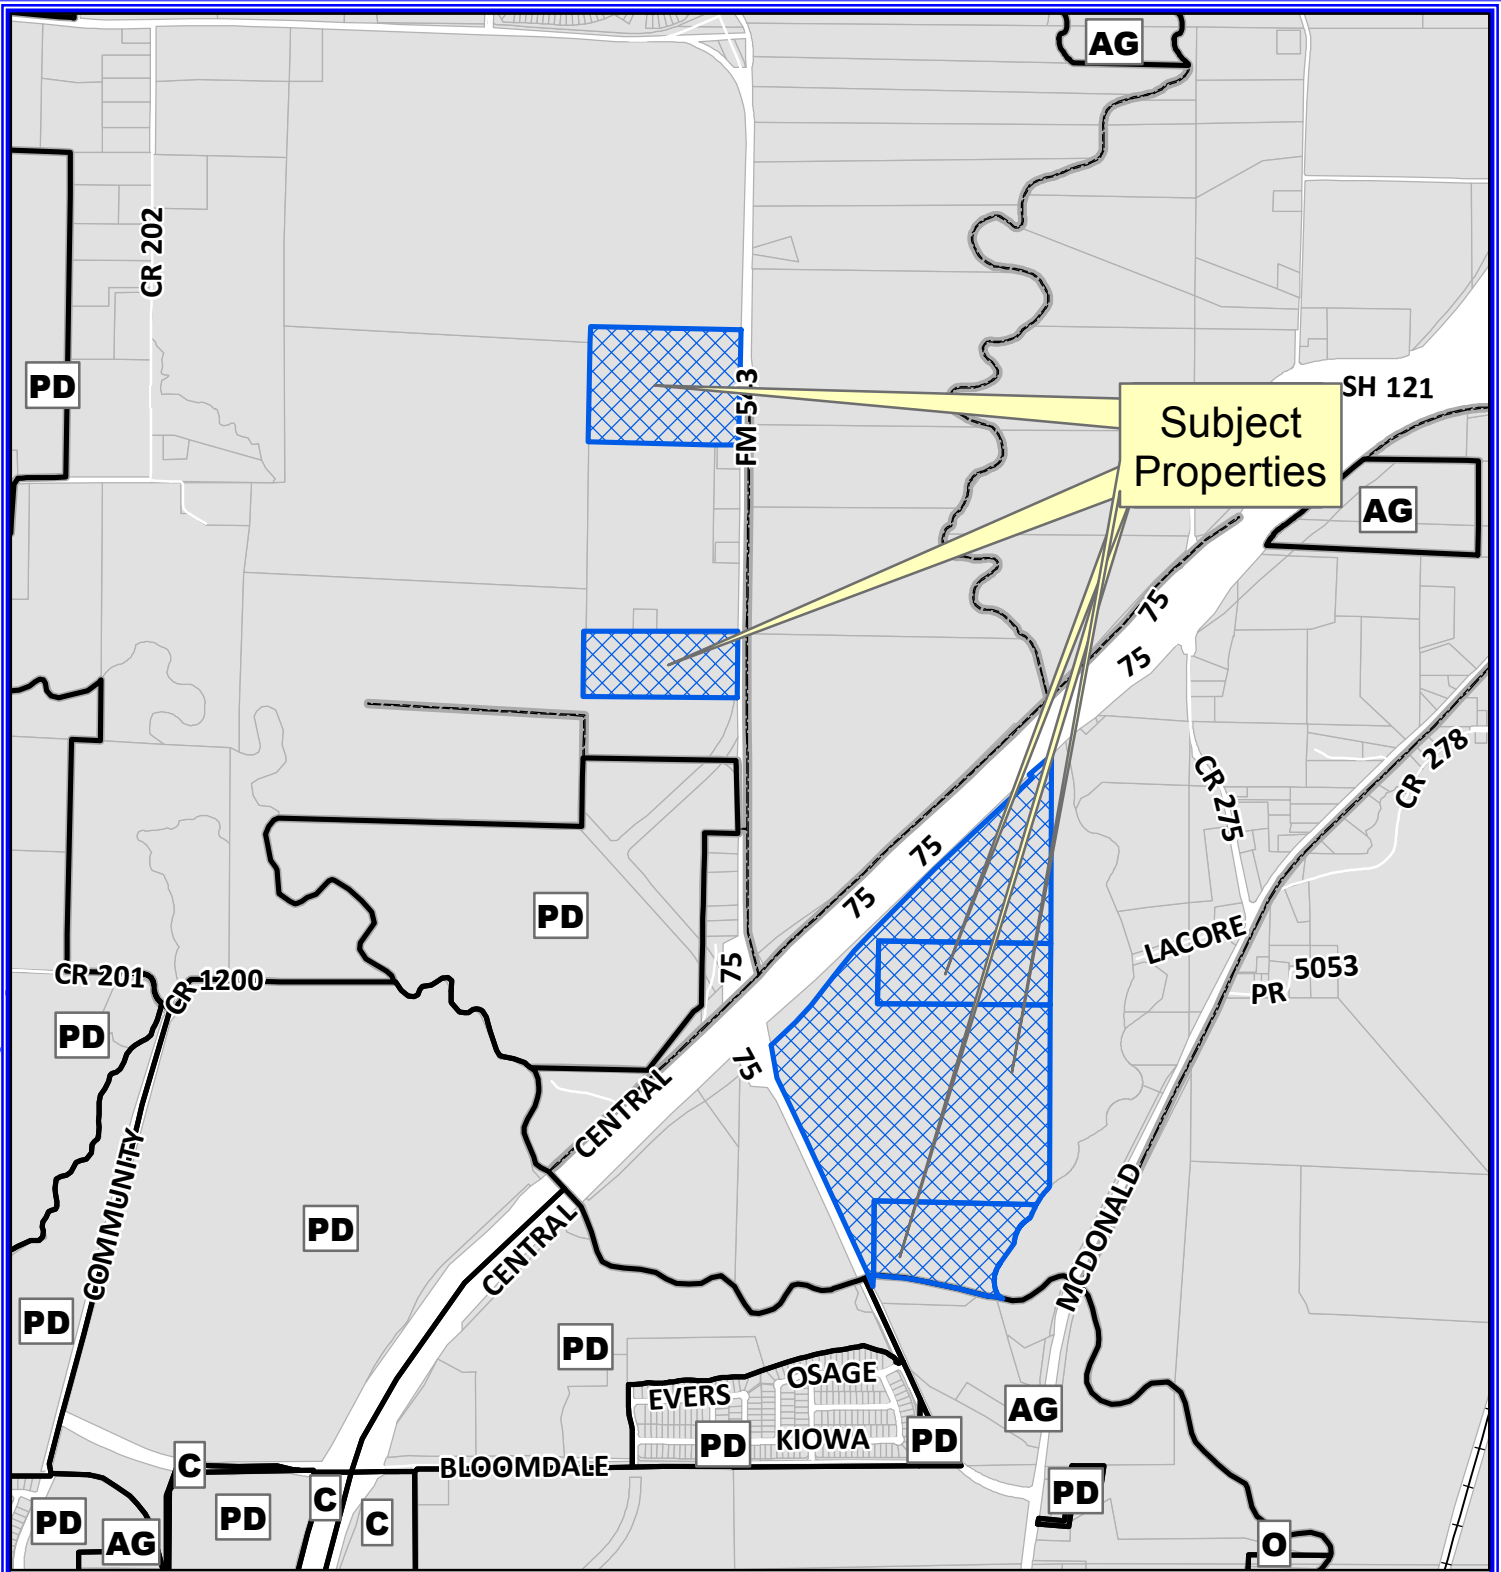 AG
CR 202
PD
FM 543
SH 121
Subject
Properties
AG
75
75
CR 278
CR 275
75
75
PD
LACORE
5053
PR
75
CR 201
CR 1200
PD
75
CENTRAL
COMMUNITY
MCDONALD
PD
CENTRAL
PD
PD
OSAGE
EVERS
AG
KIOWA
PD
PD
BLOOMDALE
C
PD
C
PD
PD
C
AG
O